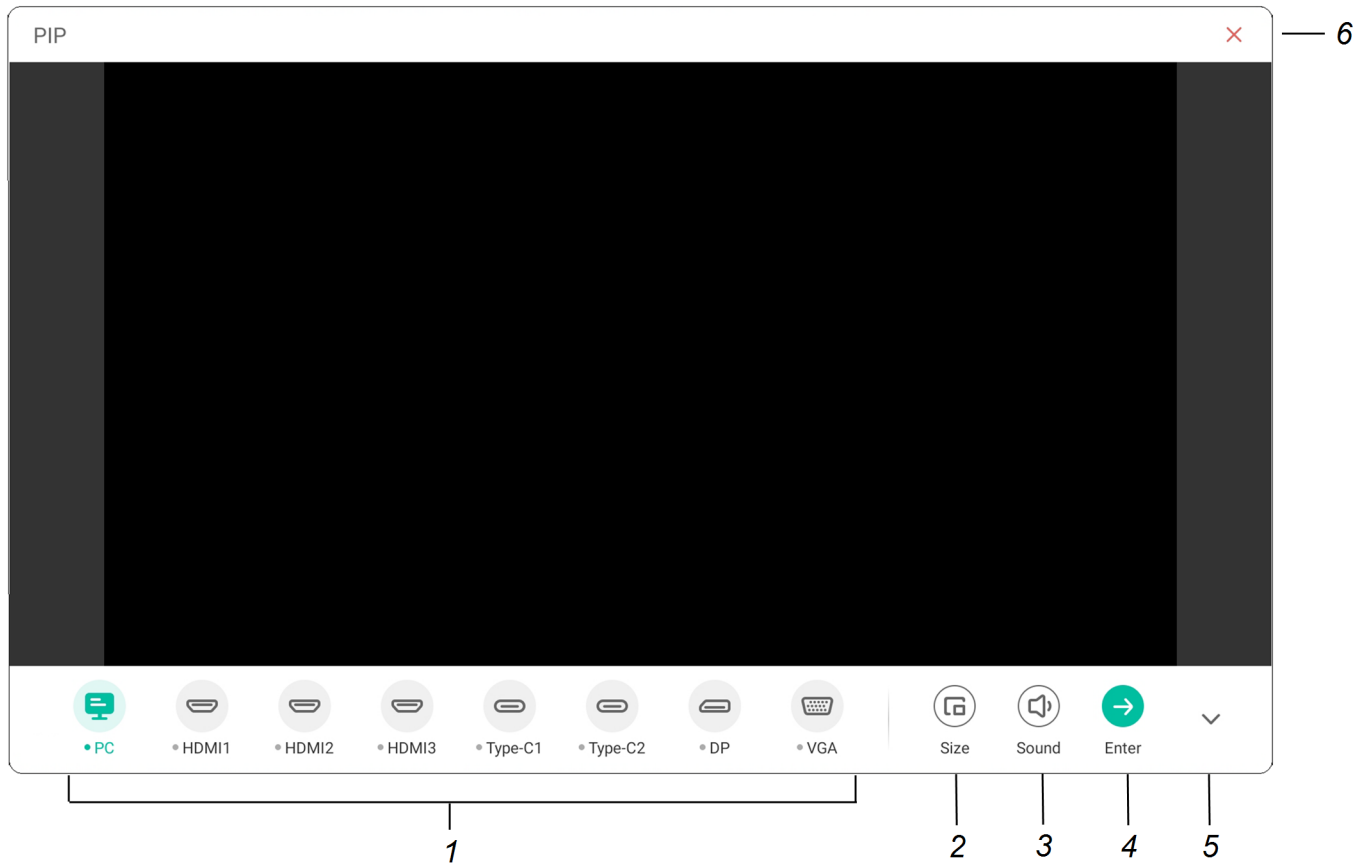 PIP
6
PC HDMI1 HDMI2 HDMI3 Type-C1 Type-C2 DP VGA Size Sound Enter
1 2 3 4 5